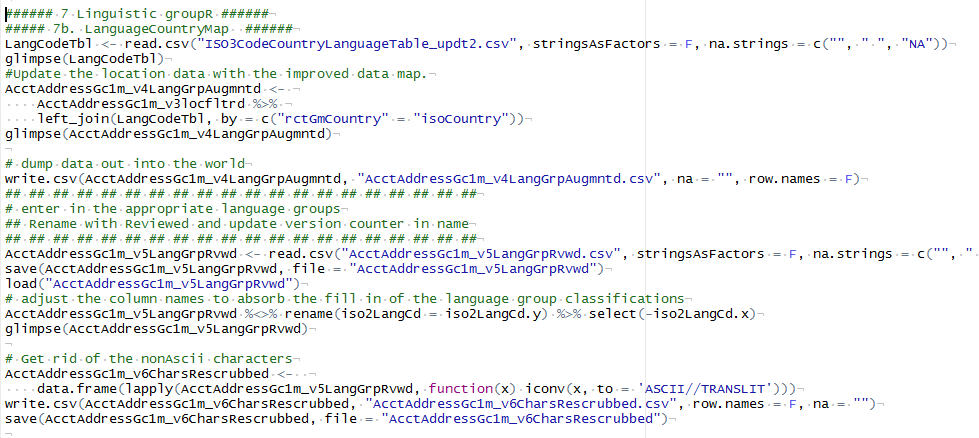 ###### 7 Linguistic groupR ######
##### 7b. LanguageCountryMap  ######
LangCodeTbl <- read.csv("ISO3CodeCountryLanguageTable_updt2.csv", stringsAsFactors = F, na.strings = c("", " ", "NA"))
glimpse(LangCodeTbl)
#Update the location data with the improved data map.
AcctAddressGc1m_v4LangGrpAugmntd <-
    AcctAddressGc1m_v3locfltrd %>%
    left_join(LangCodeTbl, by = c("rctGmCountry" = "isoCountry"))
glimpse(AcctAddressGc1m_v4LangGrpAugmntd)

# dump data out into the world
write.csv(AcctAddressGc1m_v4LangGrpAugmntd, "AcctAddressGc1m_v4LangGrpAugmntd.csv", na = "", row.names = F)
## ## ## ## ## ## ## ## ## ## ## ## ## ## ## ## ## ## ## ##
# enter in the appropriate language groups
## Rename with Reviewed and update version counter in name
## ## ## ## ## ## ## ## ## ## ## ## ## ## ## ## ## ## ## ##
AcctAddressGc1m_v5LangGrpRvwd <- read.csv("AcctAddressGc1m_v5LangGrpRvwd.csv", stringsAsFactors = F, na.strings = c("", "
save(AcctAddressGc1m_v5LangGrpRvwd, file = "AcctAddressGc1m_v5LangGrpRvwd")
load("AcctAddressGc1m_v5LangGrpRvwd")
# adjust the column names to absorb the fill in of the language group classifications
AcctAddressGc1m_v5LangGrpRvwd %<>% rename(iso2LangCd = iso2LangCd.y) %>% select(-iso2LangCd.x)
glimpse(AcctAddressGc1m_v5LangGrpRvwd)

# Get rid of the nonAscii characters
AcctAddressGc1m_v6CharsRescrubbed <-
    data.frame(lapply(AcctAddressGc1m_v5LangGrpRvwd, function(x) iconv(x, to = 'ASCII//TRANSLIT')))
write.csv(AcctAddressGc1m_v6CharsRescrubbed, "AcctAddressGc1m_v6CharsRescrubbed.csv", row.names = F, na = "")
save(AcctAddressGc1m_v6CharsRescrubbed, file = "AcctAddressGc1m_v6CharsRescrubbed")